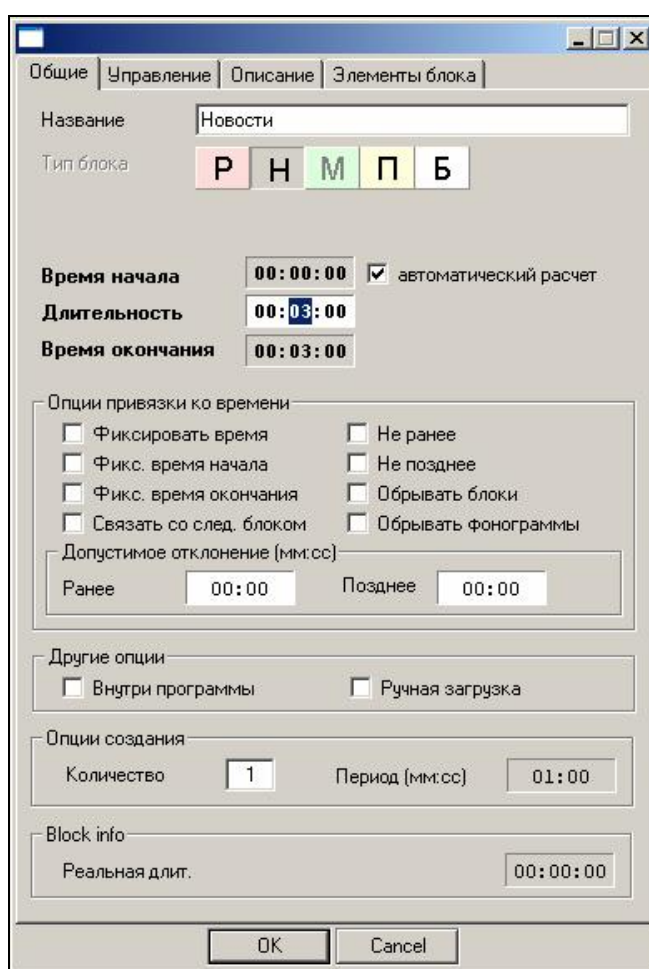 Общие Управление Описание Элементы блока
Название Новости
Тип блока Р Н М П Б
Время начала 00:00:00 автоматический расчет
Длительность 00:03:00
Время окончания 00:03:00
Опции привязки ко времени
Фиксировать время Не ранее
Фикс. время начала Не позднее
Фикс. время окончания Обрывать блоки
Связать со след. блоком Обрывать фонограммы
Допустимое отклонение (мм:сс)
Ранее 00:00 Позднее 00:00
Другие опции
Внутри программы Ручная загрузка
Опции создания
Количество 1 Период (мм:сс) 01:00
Block info
Реальная длит. 00:00:00
OK Cancel